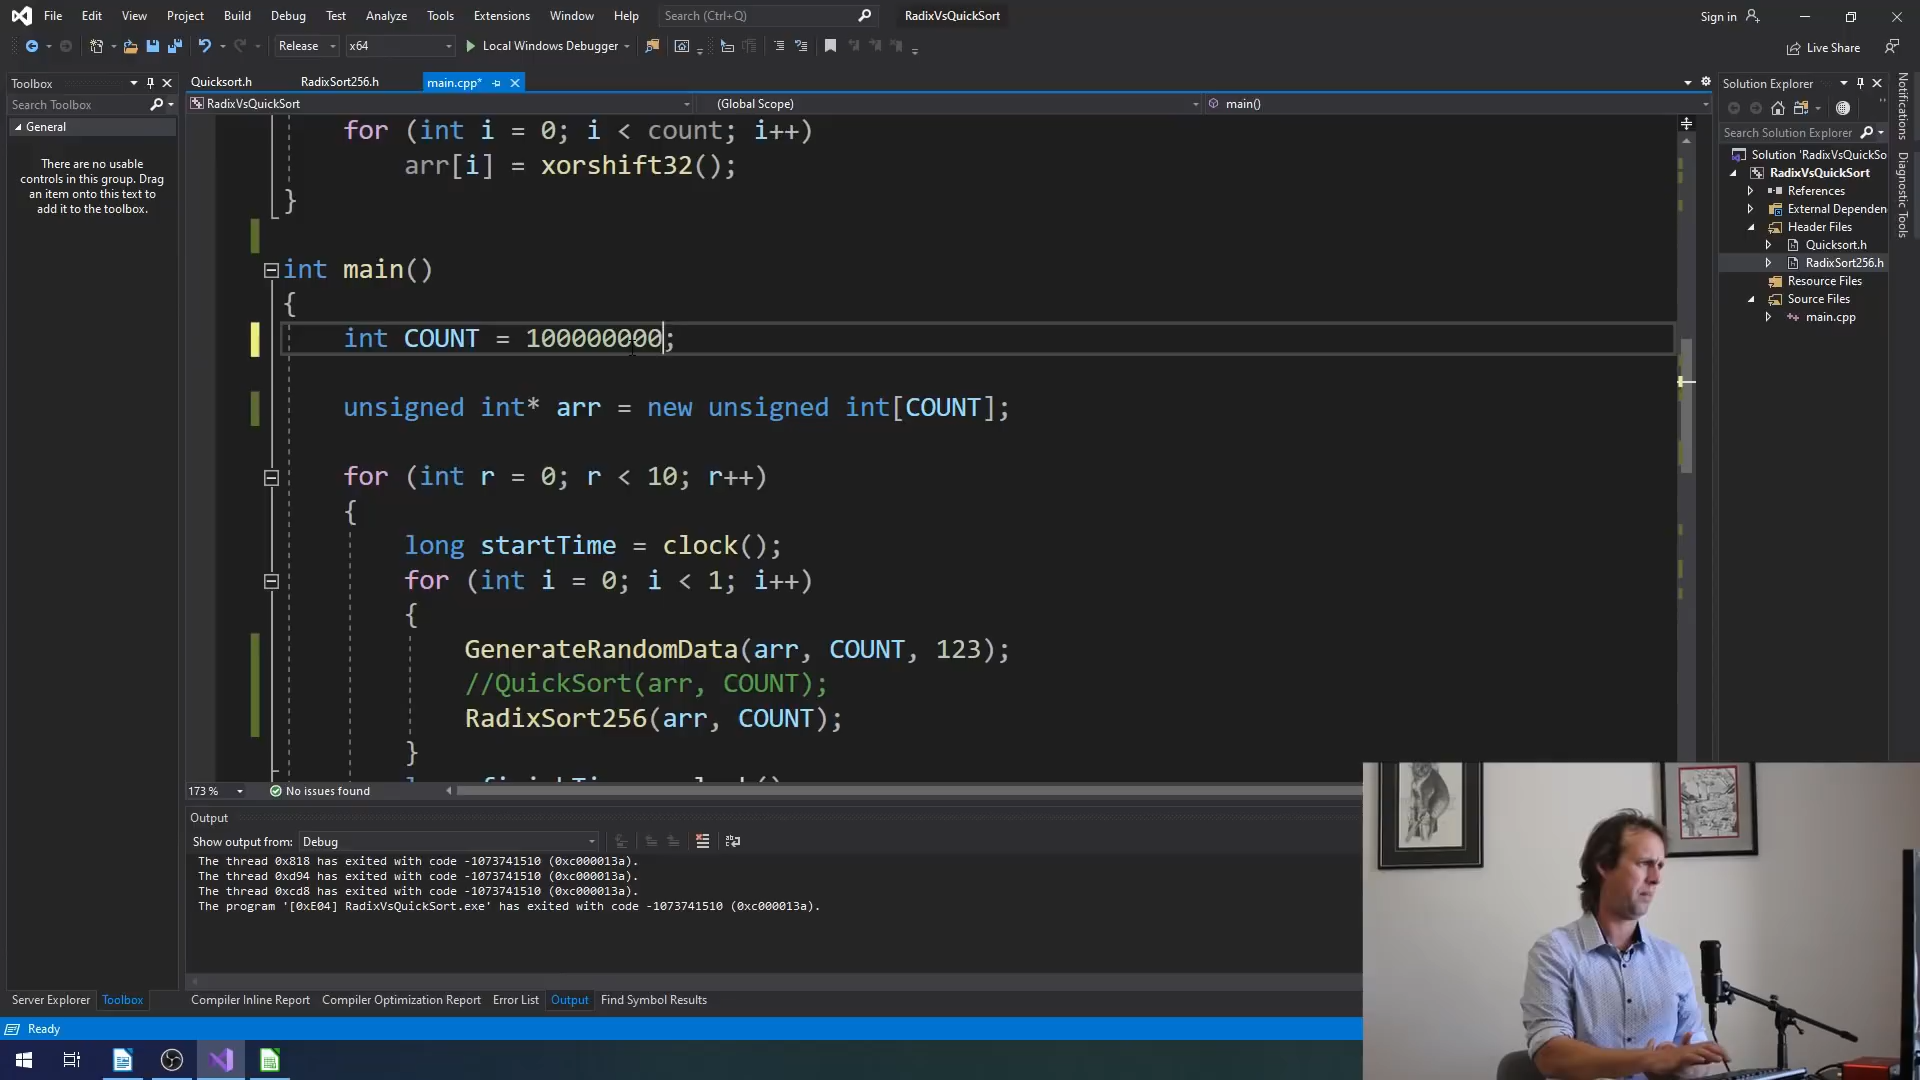 File Edit View Project Build Debug Test Analyze Tools Extensions Window Help Search (Ctrl+Q) RadixVsQuickSort Sign in
Release x64 Local Windows Debugger Live Share
Toolbox
Search Toolbox
General
There are no usable
controls in this group. Drag
an item onto this text to
add it to the toolbox.
Quicksort.h RadixSort256.h main.cpp*
RadixVsQuickSort (Global Scope) main()
for (int i = 0; i < count; i++)
arr[i] = xorshift32();
}
int main()
{
int COUNT = 100000000;
unsigned int* arr = new unsigned int[COUNT];
for (int r = 0; r < 10; r++)
{
long startTime = clock();
for (int i = 0; i < 1; i++)
{
GenerateRandomData(arr, COUNT, 123);
//QuickSort(arr, COUNT);
RadixSort256(arr, COUNT);
}
173 % No issues found
Output
Show output from: Debug
The thread 0x818 has exited with code -1073741510 (0xc000013a).
The thread 0xd94 has exited with code -1073741510 (0xc000013a).
The thread 0xcd8 has exited with code -1073741510 (0xc000013a).
The program '[0xE04] RadixVsQuickSort.exe' has exited with code -1073741510 (0xc000013a).
Server Explorer Toolbox Compiler Inline Report Compiler Optimization Report Error List Output Find Symbol Results
Ready
Solution Explorer
Search Solution Explorer
Solution 'RadixVsQuickSo
RadixVsQuickSort
References
External Dependen
Header Files
Quicksort.h
RadixSort256.h
Resource Files
Source Files
main.cpp
Notifications
Diagnostic Tools